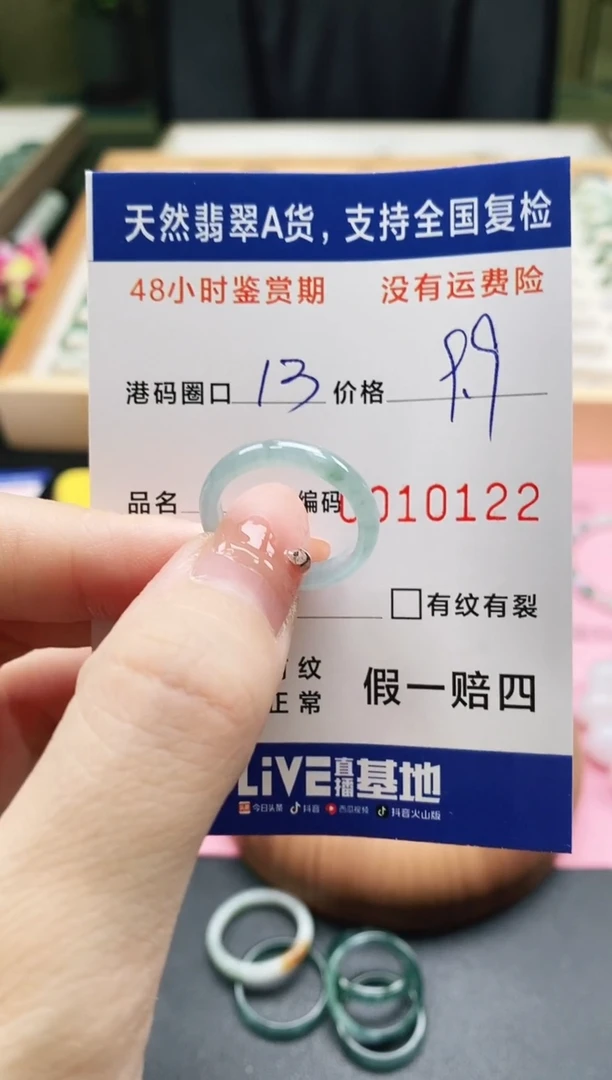 天然翡翠A货，支持全国复检
48小时鉴赏期 没有运费险
港码圈口 13 价格
品名 编码 0010122
□有纹有裂
纹
正常
假一赔四
LiVE直播基地
今日头条 抖音 西瓜视频 抖音火山版